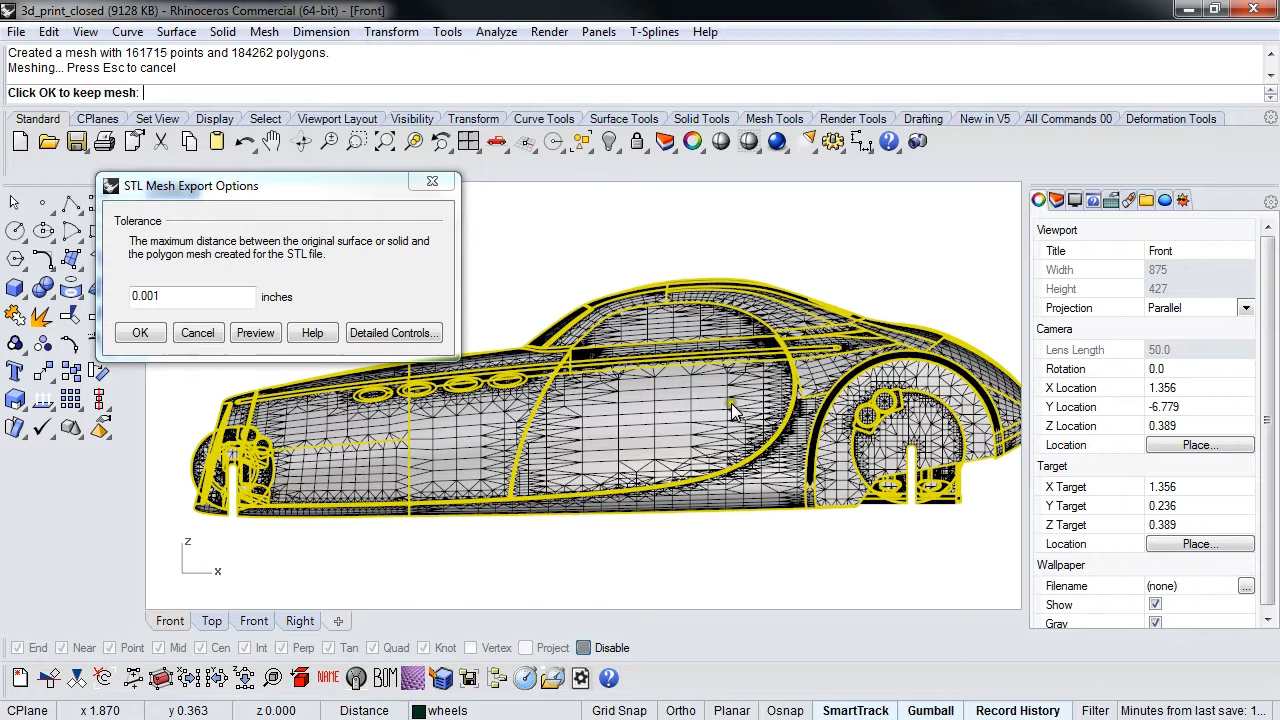 3d_print_closed (9128 KB) - Rhinoceros Commercial (64-bit) - [Front]
File Edit View Curve Surface Solid Mesh Dimension Transform Tools Analyze Render Panels T-Splines Help
Created a mesh with 161715 points and 184262 polygons.
Meshing... Press Esc to cancel
Click OK to keep mesh:
Standard CPlanes Set View Display Select Viewport Layout Visibility Transform Curve Tools Surface Tools Solid Tools Mesh Tools Render Tools Drafting New in V5 All Commands 00 Deformation Tools
STL Mesh Export Options
Tolerance
The maximum distance between the original surface or solid and
the polygon mesh created for the STL file.
0.001 inches
OK Cancel Preview Help Detailed Controls...
Viewport
Title Front
Width 875
Height 427
Projection Parallel
Camera
Lens Length 50.0
Rotation 0.0
X Location 1.356
Y Location -6.779
Z Location 0.389
Location Place...
Target
X Target 1.356
Y Target 0.236
Z Target 0.389
Location Place...
Wallpaper
Filename (none) ...
Show
Gray
z
x
Front Top Front Right
End Near Point Mid Cen Int Perp Tan Quad Knot Vertex Project Disable
NAME BOM
CPlane x 1.870 y 0.363 z 0.000 Distance wheels Grid Snap Ortho Planar Osnap SmartTrack Gumball Record History Filter Minutes from last save: 1...